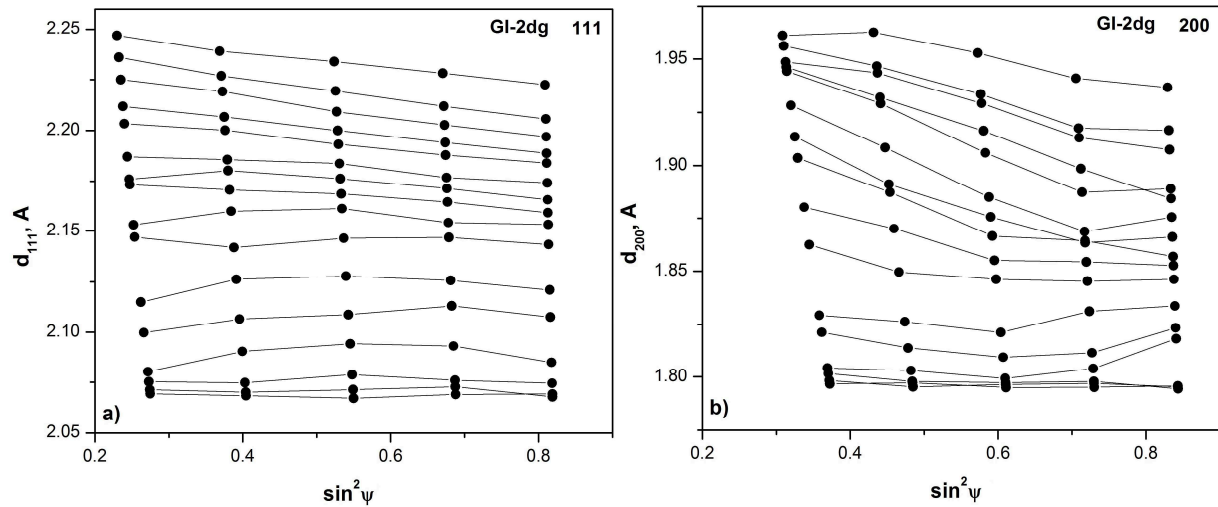 GI-2dg 111
2.25
2.20
2.15
2.10
2.05
d₁₁₁, A
a)
0.2 0.4 0.6 0.8
sin²ψ
GI-2dg 200
1.95
1.90
1.85
1.80
d₂₀₀, A
b)
0.2 0.4 0.6 0.8
sin²ψ